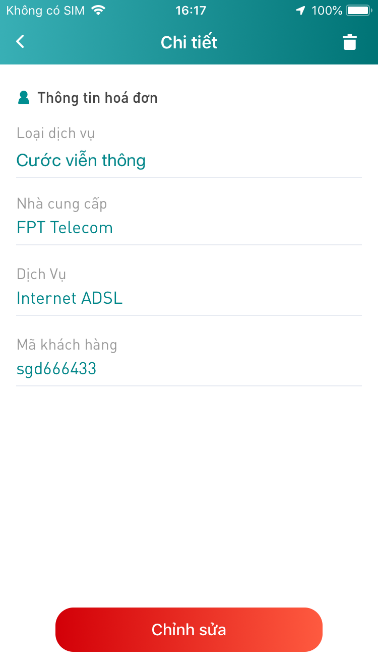 Không có SIM 16:17 100%
Chi tiết
Thông tin hoá đơn
Loại dịch vụ
Cước viễn thông
Nhà cung cấp
FPT Telecom
Dịch Vụ
Internet ADSL
Mã khách hàng
sgd666433
Chỉnh sửa